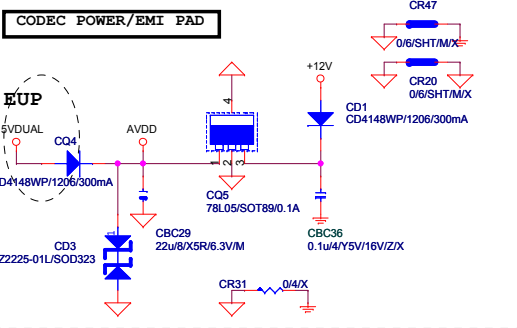 CODEC POWER/EMI PAD
CR47
0/6/SHT/M/X
+12V
CR20
0/6/SHT/M/X
EUP
4
5VDUAL
CQ4
AVDD
CD1
CD4148WP/1206/300mA
1 2 3
CD4148WP/1206/300mA
CQ5
78L05/SOT89/0.1A
CBC29
22u/8/X5R/6.3V/M
CBC36
0.1u/4/Y5V/16V/Z/X
1
CD3
Z2225-01L/SOD323
CR31
0/4/X